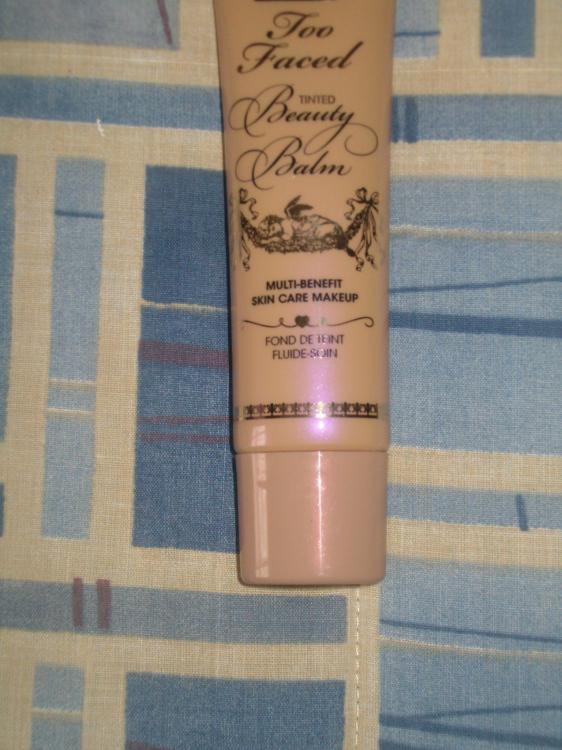 Too
Faced
TINTED
Beauty
Balm
MULTI-BENEFIT
SKIN CARE MAKEUP
FOND DE TEINT
FLUIDE-SOIN